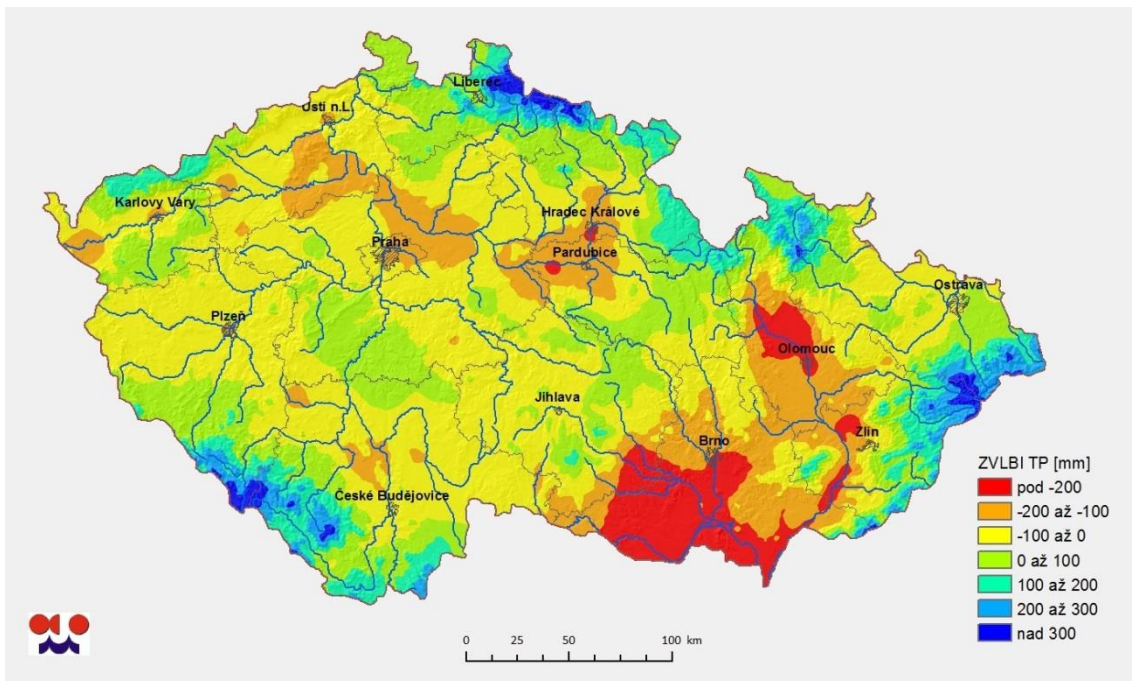 Liberec
Ústí n.L.
Karlovy Vary
Hradec Králové
Praha
Pardubice
Ostrava
Plzeň
Olomouc
Jihlava
Brno
Zlín
České Budějovice
ZVLBI TP [mm]
pod -200
-200 až -100
-100 až 0
0 až 100
100 až 200
200 až 300
nad 300
0 25 50 100 km